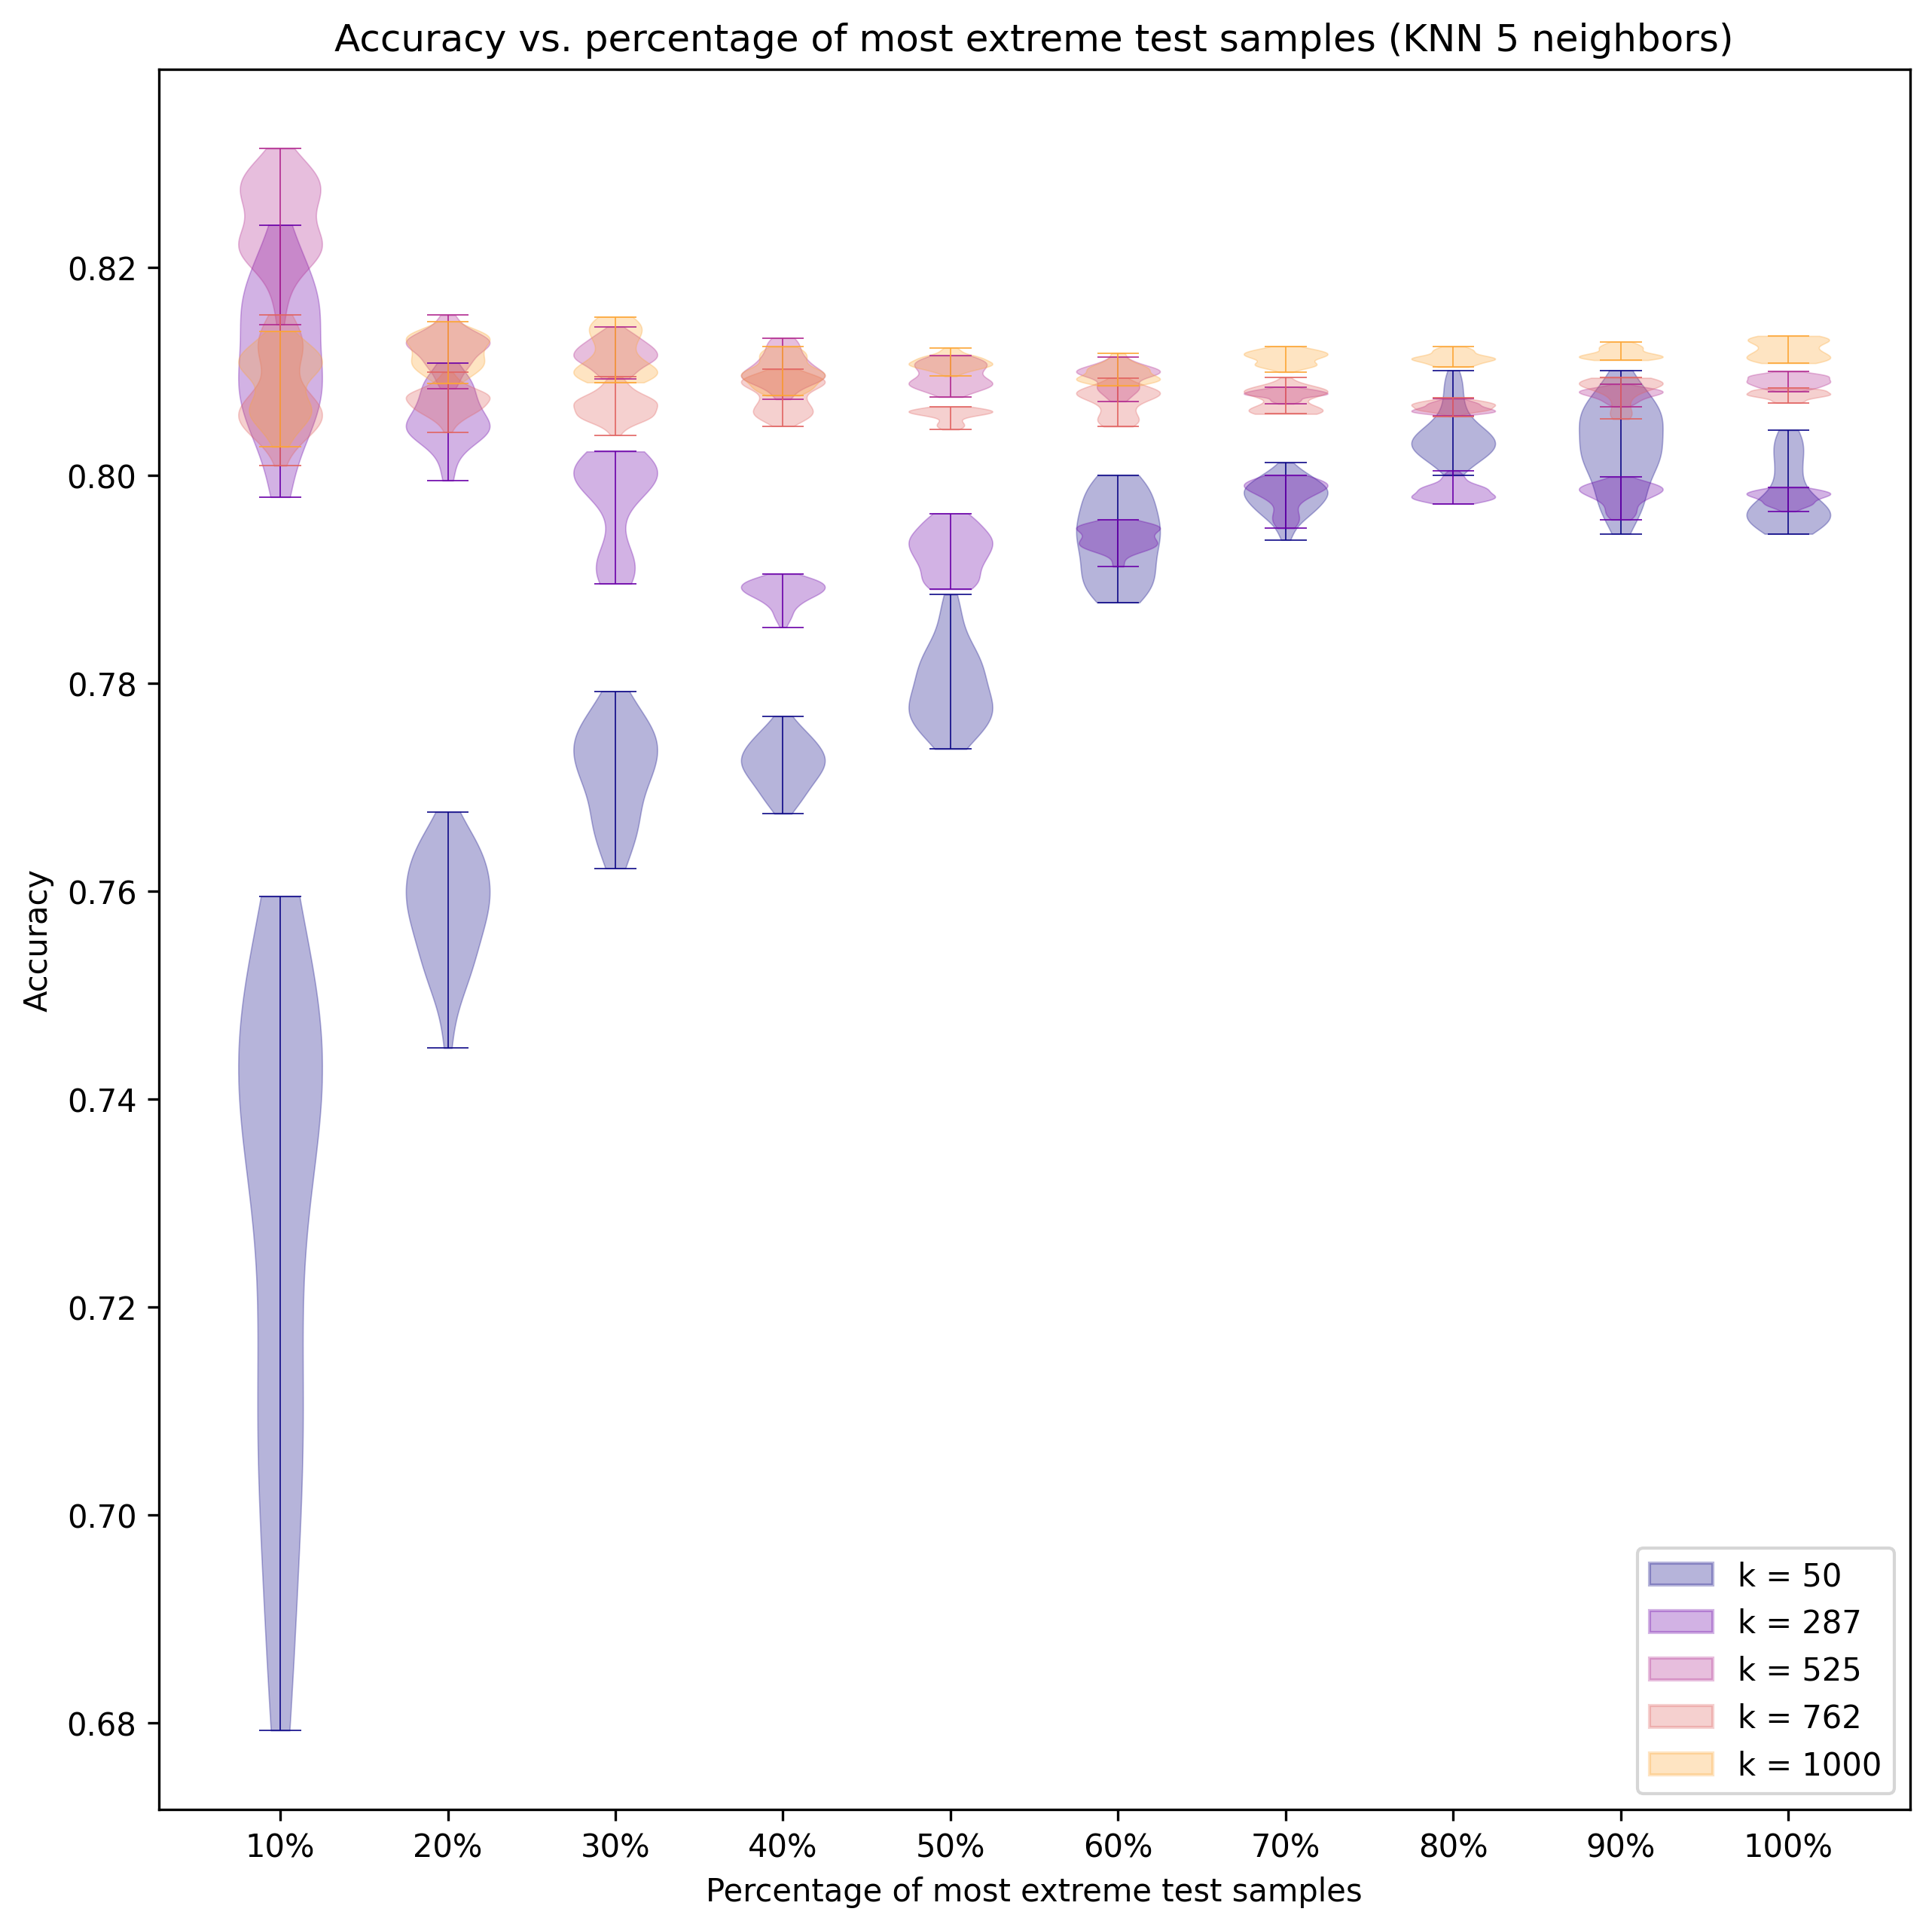 Accuracy vs. percentage of most extreme test samples (KNN 5 neighbors)
Accuracy
0.82
0.80
0.78
0.76
0.74
0.72
0.70
0.68
k = 50
k = 287
k = 525
k = 762
k = 1000
10% 20% 30% 40% 50% 60% 70% 80% 90% 100%
Percentage of most extreme test samples